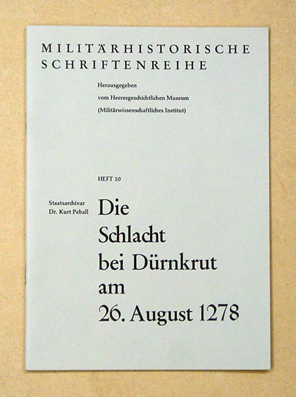 MILITÄRHISTORISCHE
SCHRIFTENREIHE
Herausgegeben
vom Heeresgeschichtlichen Museum
(Militärwissenschaftliches Institut)
HEFT 10
Staatsarchivar
Dr. Kurt Peball
Die
Schlacht
bei Dürnkrut
am
26. August 1278